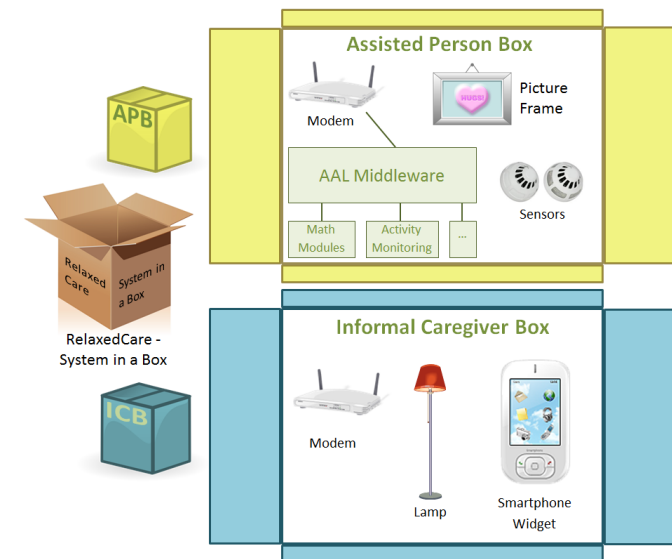 Assisted Person Box
APB
HUGS!
Picture
Frame
Modem
AAL Middleware
Sensors
Math
Modules
Activity
Monitoring
...
Relaxed
Care
System in
a Box
RelaxedCare -
System in a Box
Informal Caregiver Box
ICB
Modem
Lamp
Smartphone
Widget